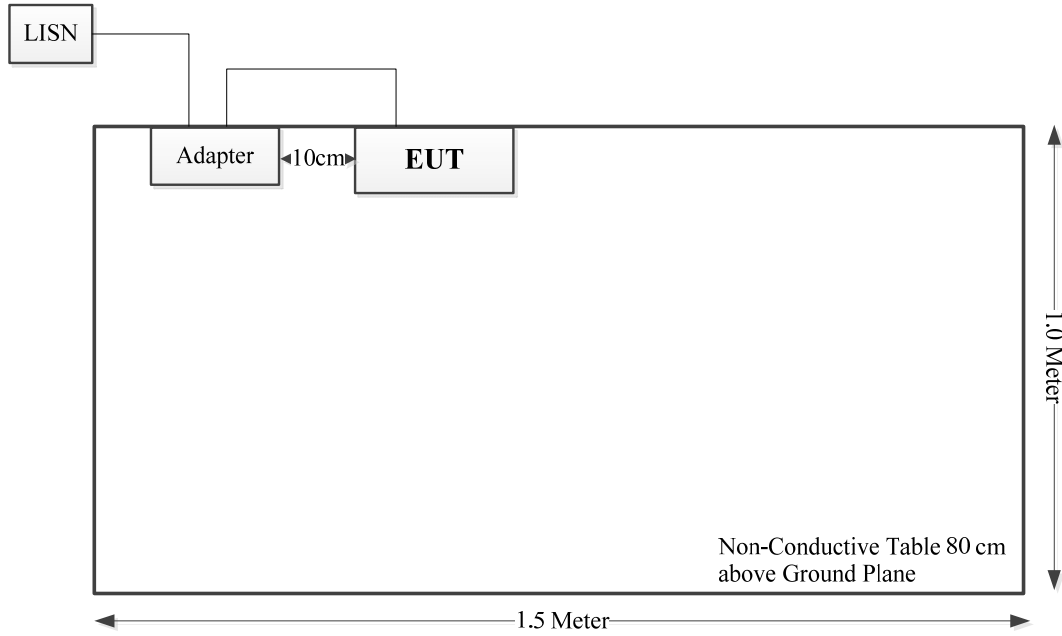 LISN
Adapter
10cm
EUT
1.0 Meter
Non-Conductive Table 80 cm
above Ground Plane
1.5 Meter